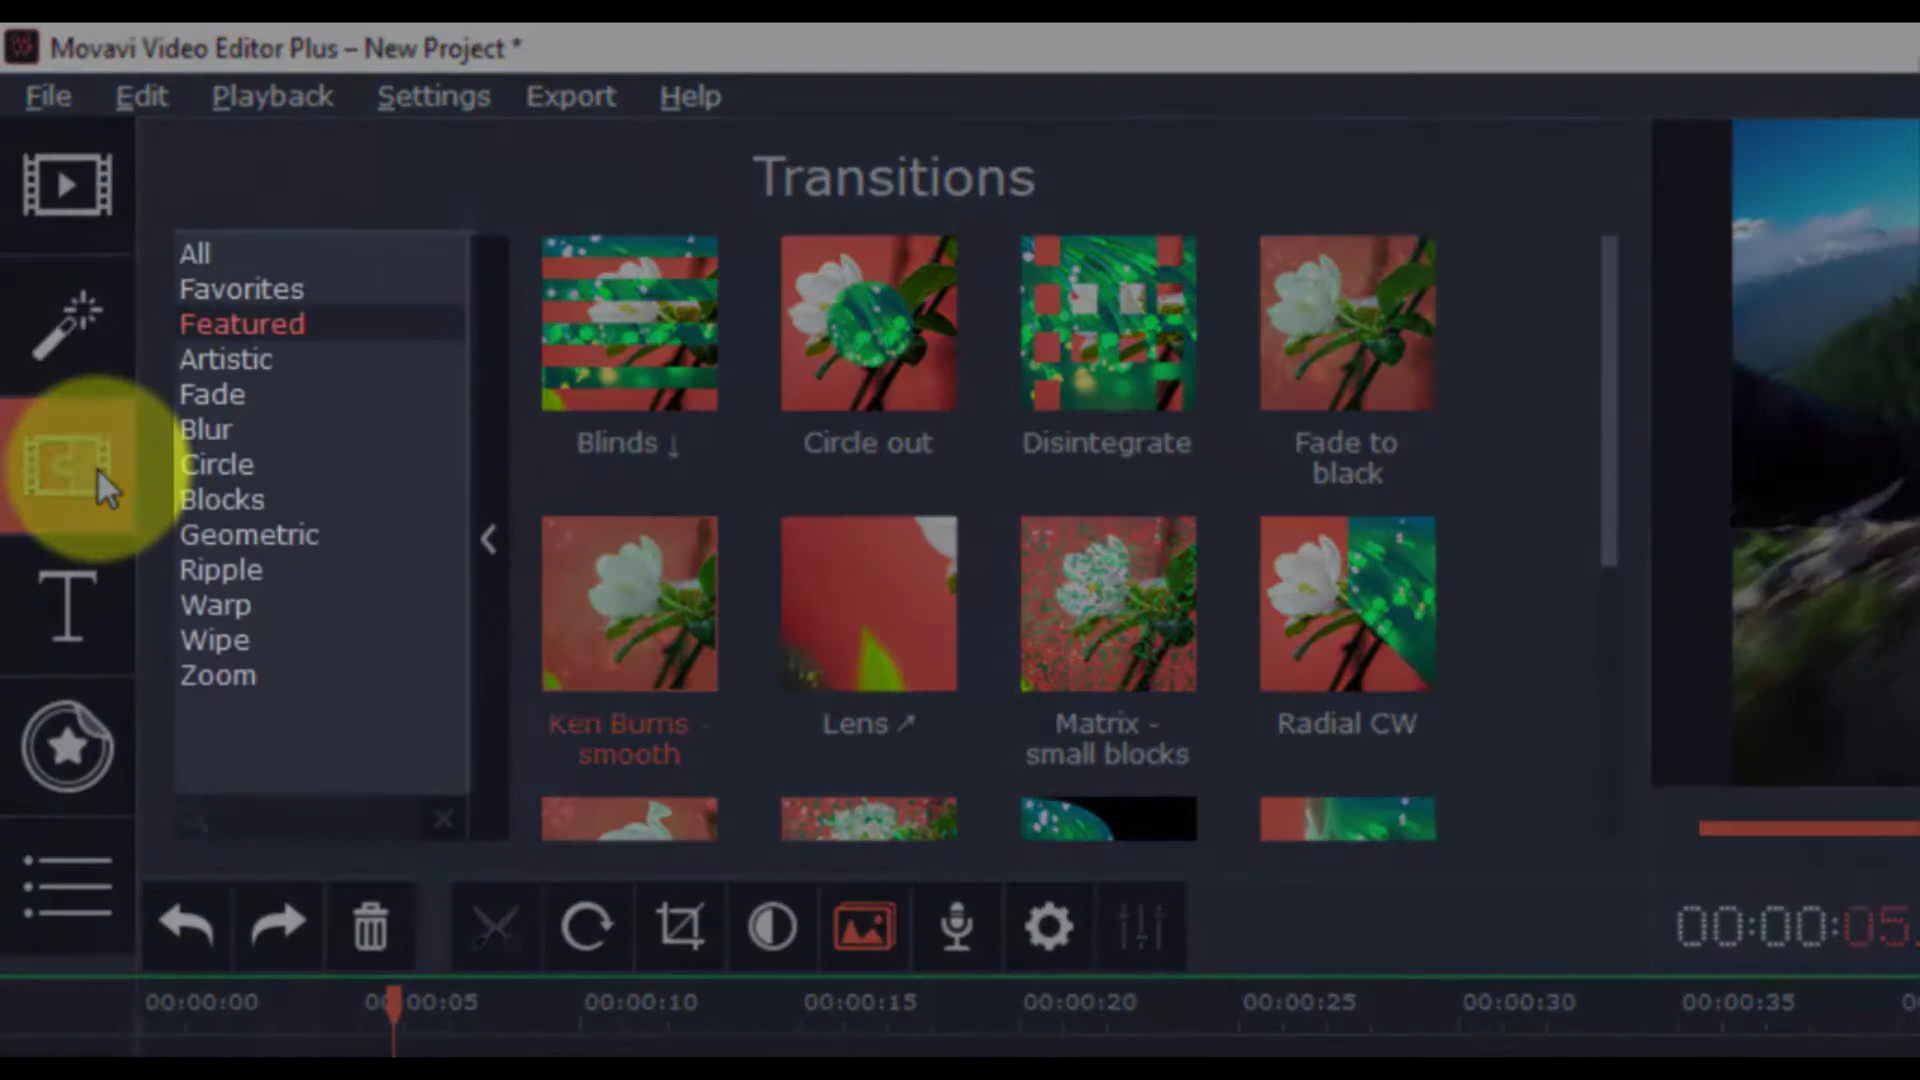 Movavi Video Editor Plus – New Project *
File Edit Playback Settings Export Help
Transitions
All
Favorites
Featured
Artistic
Fade
Blur
Circle
Blocks
Geometric
Ripple
Warp
Wipe
Zoom
Blinds ↓
Circle out
Disintegrate
Fade to
black
Ken Burns -
smooth
Lens ↗
Matrix -
small blocks
Radial CW
00:00:05.
00:00:00 00:00:05 00:00:10 00:00:15 00:00:20 00:00:25 00:00:30 00:00:35